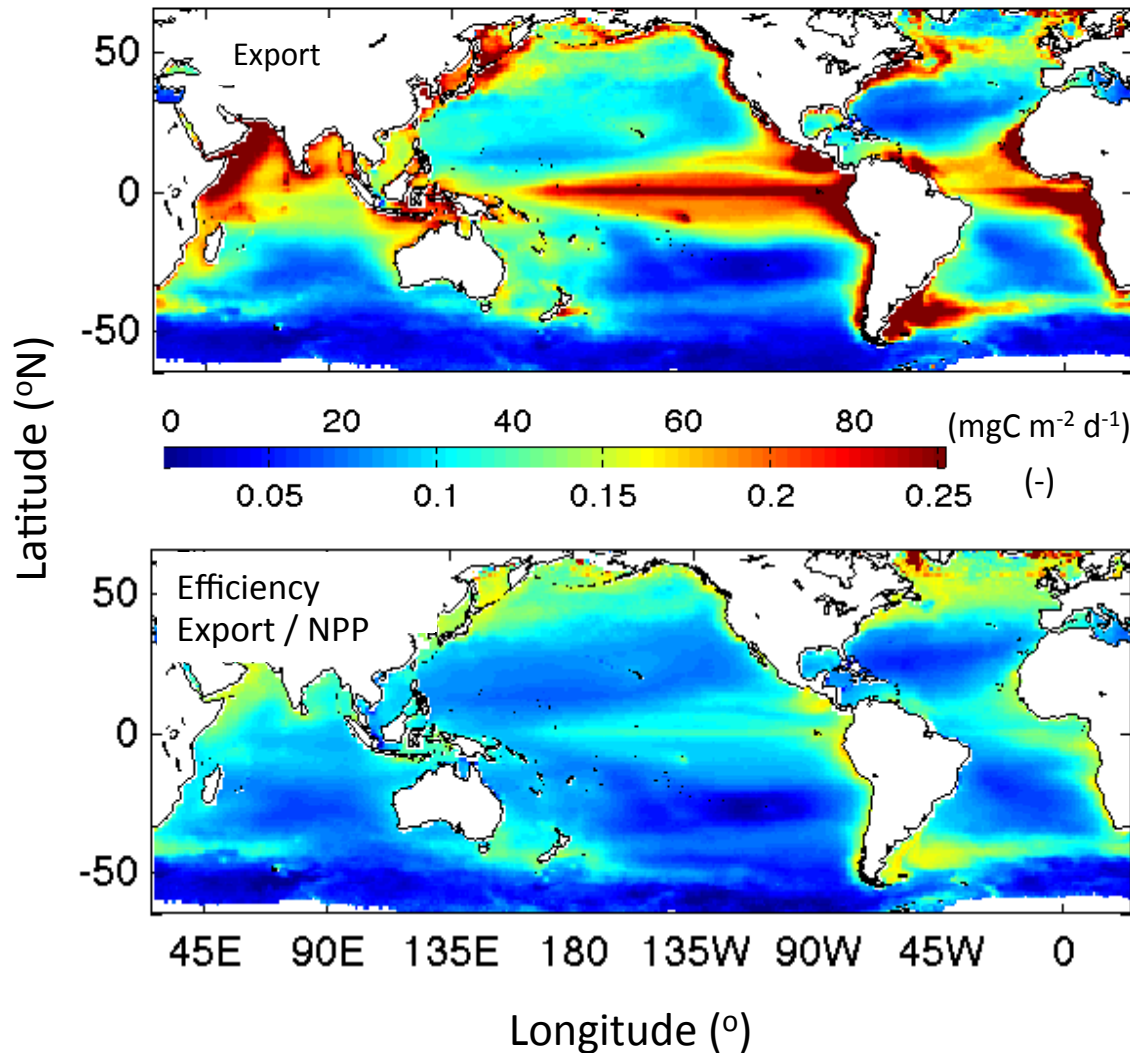 Export
50
0
-50
Latitude (ºN)
0 20 40 60 80 (mgC m⁻² d⁻¹)
0.05 0.1 0.15 0.2 0.25 (-)
Efficiency
Export / NPP
50
0
-50
45E 90E 135E 180 135W 90W 45W 0
Longitude (º)